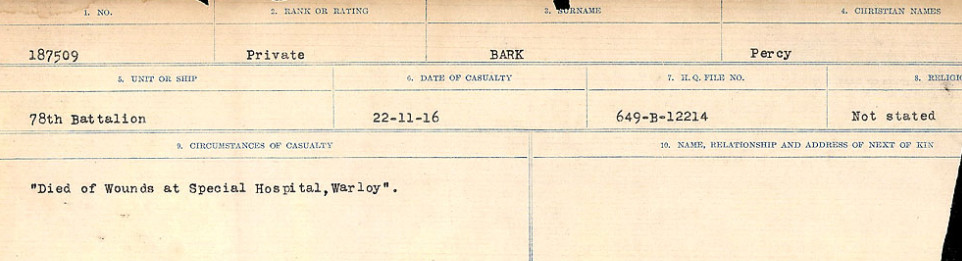 1. NO. 2. RANK OR RATING 3. SURNAME 4. CHRISTIAN NAMES
187509 Private BARK Percy
5. UNIT OR SHIP 6. DATE OF CASUALTY 7. H.Q. FILE NO. 8.
78th Battalion 22-11-16 649-B-12214 Not stated
9. CIRCUMSTANCES OF CASUALTY 10. NAME, RELATIONSHIP AND ADDRESS OF NEXT OF KIN
"Died of Wounds at Special Hospital,Warloy".